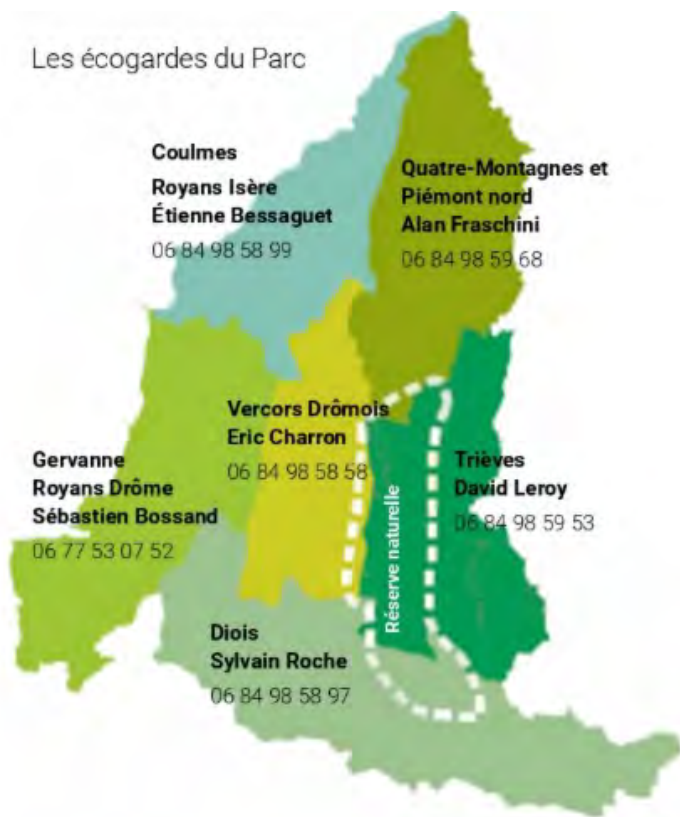 Les écogardes du Parc
Coulmes
Royans Isère
Étienne Bessaguet
06 84 98 58 99
Quatre-Montagnes et
Piémont nord
Alan Fraschini
06 84 98 59 68
Vercors Drômois
Eric Charron
06 84 98 58 58
Gervanne
Royans Drôme
Sébastien Bossand
06 77 53 07 52
Trièves
David Leroy
06 84 98 59 53
Réserve naturelle
Diois
Sylvain Roche
06 84 98 58 97